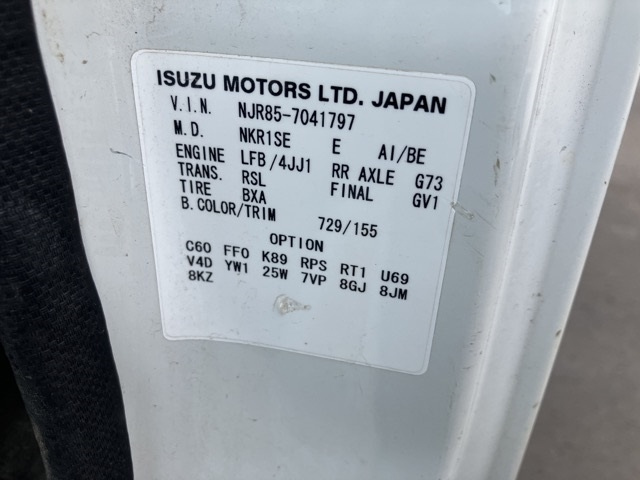 ISUZU MOTORS LTD. JAPAN
V.I.N. NJR85-7041797
M.D. NKR1SE E AI/BE
ENGINE LFB/4JJ1 RR AXLE G73
TRANS. RSL FINAL GV1
TIRE BXA
B.COLOR/TRIM 729/155
OPTION
C60 FF0 K89 RPS RT1 U69
V4D YW1 25W 7VP 8GJ 8JM
8KZ